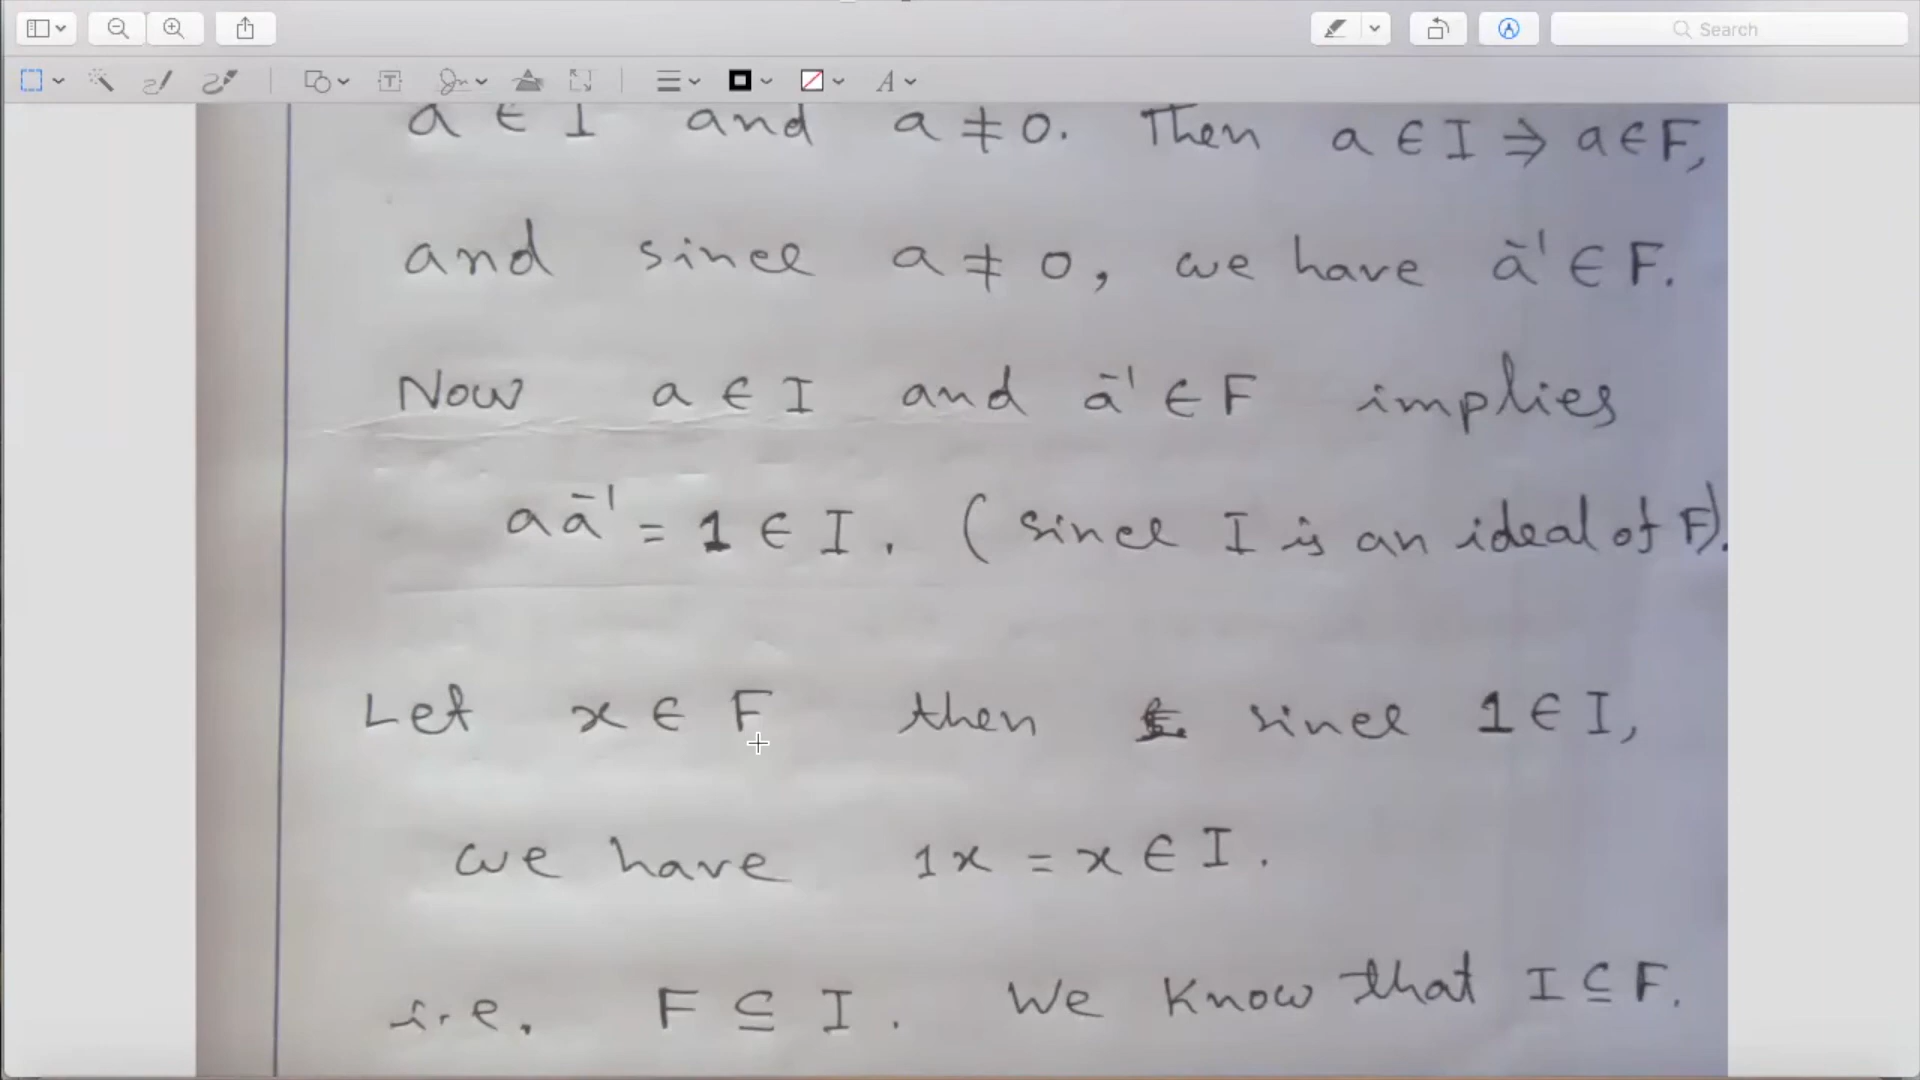 Search
a ∈ I and a ≠ 0. Then a ∈ I ⇒ a ∈ F,
and since a ≠ 0, we have a⁻¹ ∈ F.
Now a ∈ I and a⁻¹ ∈ F implies
a a⁻¹ = 1 ∈ I. (since I is an ideal of F).
Let x ∈ F then since 1 ∈ I,
we have 1x = x ∈ I.
i.e. F ⊆ I. We know that I ⊆ F.